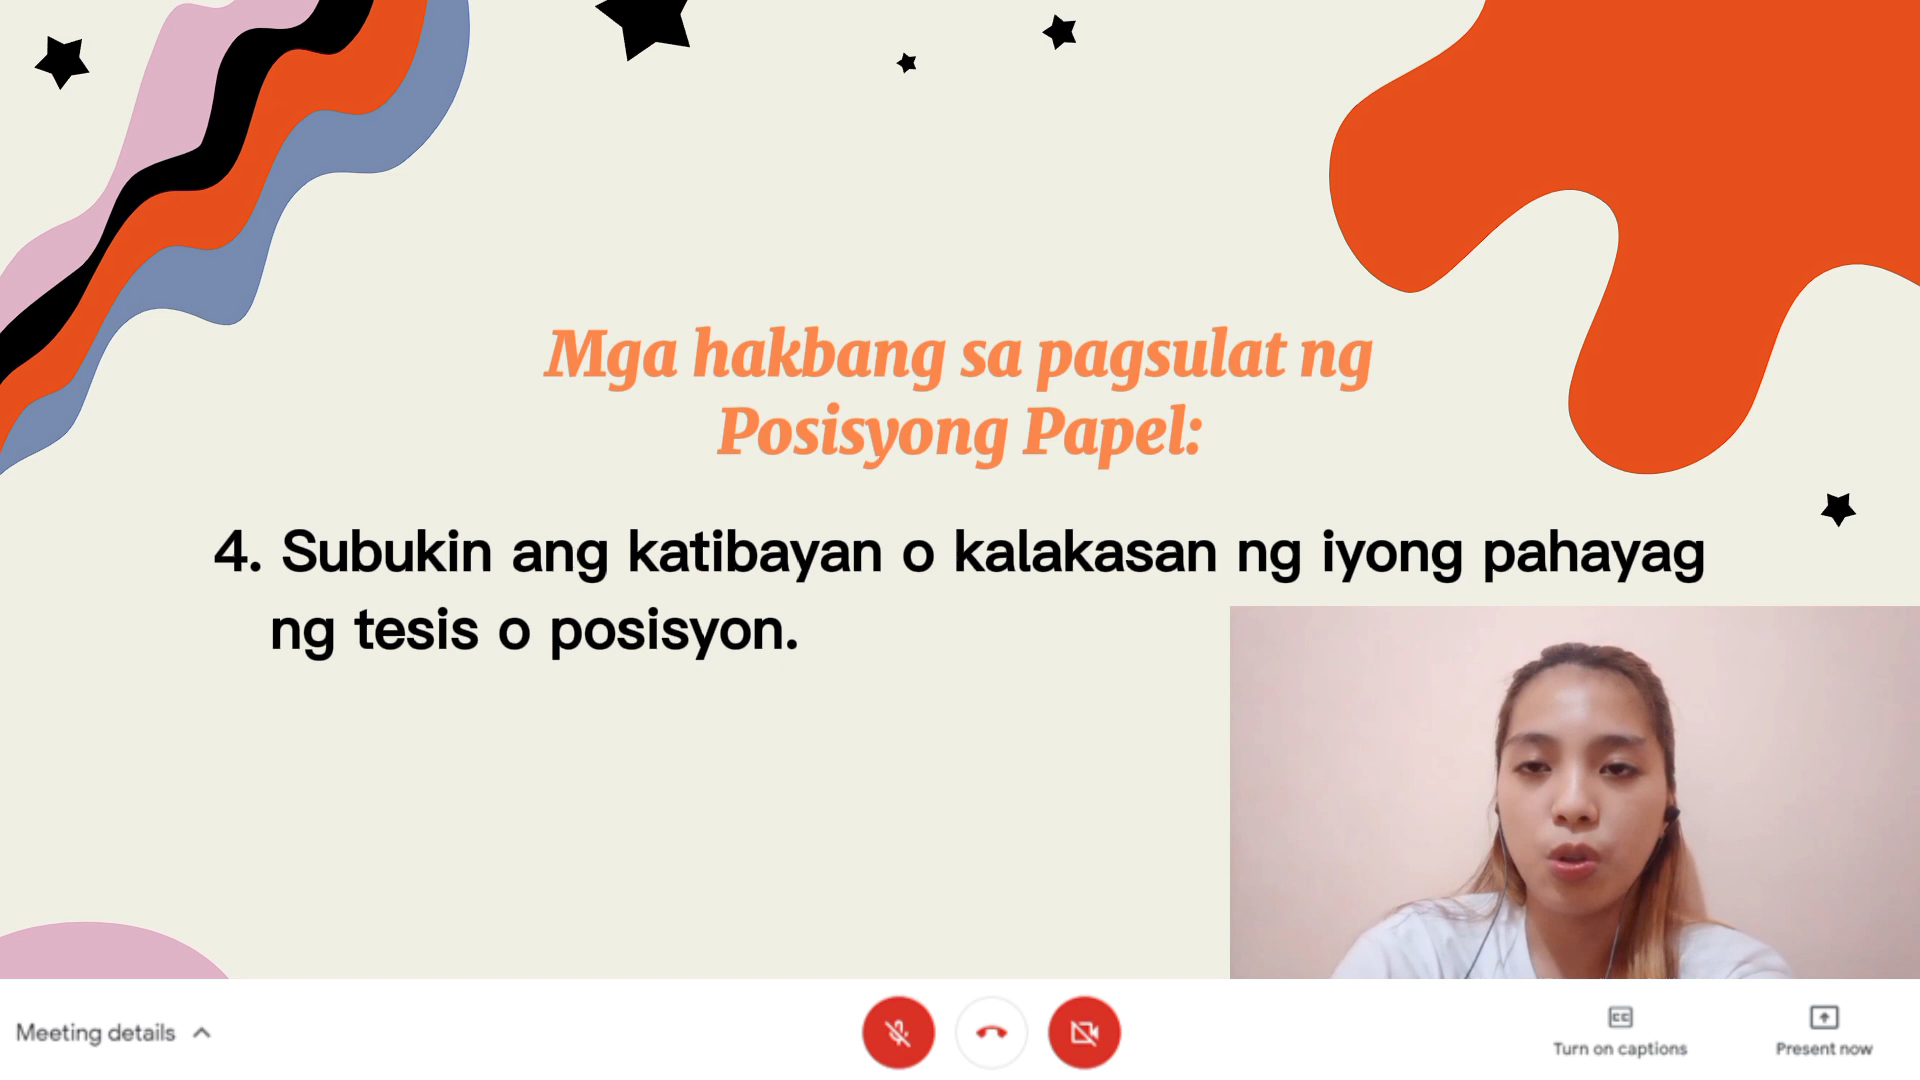 Mga hakbang sa pagsulat ng
Posisyong Papel:
4. Subukin ang katibayan o kalakasan ng iyong pahayag
ng tesis o posisyon.
Meeting details
CC
Turn on captions
Present now